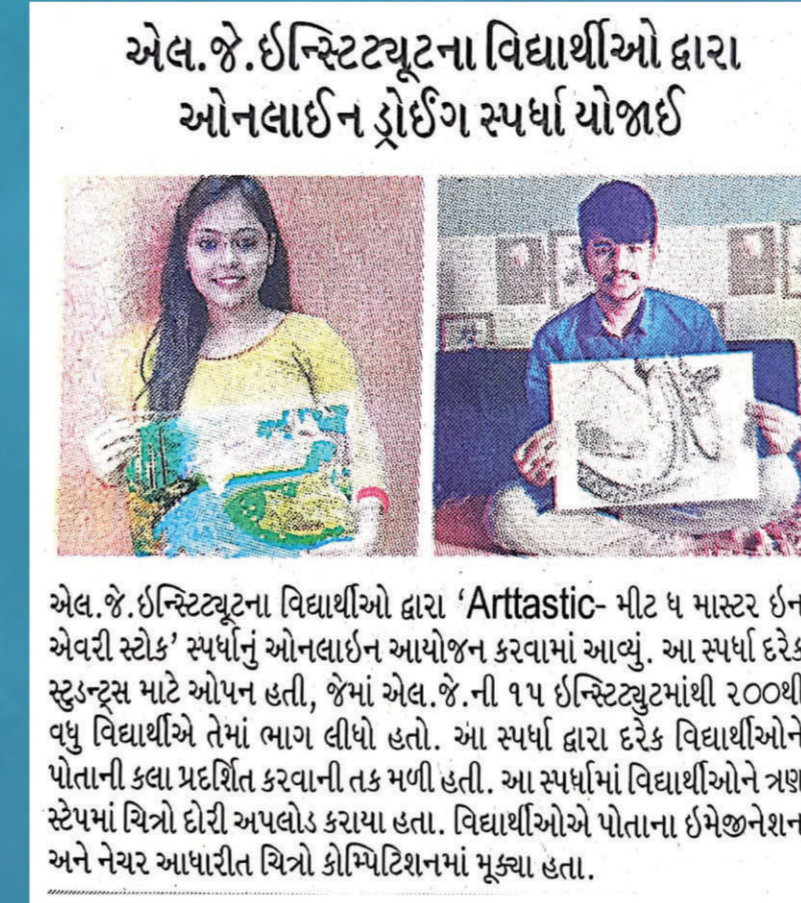 એલ.જે.ઇન્સ્ટિટ્યૂટના વિદ્યાર્થીઓ દ્વારા
ઓનલાઈન ડ્રોઈંગ સ્પર્ધા યોજાઈ
એલ.જે.ઇન્સ્ટિટ્યૂટના વિદ્યાર્થીઓ દ્વારા ‘Arttastic- મીટ ધ માસ્ટર ઇન
એવરી સ્ટોક’ સ્પર્ધાનું ઓનલાઇન આયોજન કરવામાં આવ્યું. આ સ્પર્ધા દરેક
સ્ટુડન્ટ્સ માટે ઓપન હતી, જેમાં એલ.જે.ની ૧૫ ઇન્સ્ટિટ્યુટમાંથી ૨૦૦થી
વધુ વિદ્યાર્થીએ તેમાં ભાગ લીધો હતો. આ સ્પર્ધા દ્વારા દરેક વિદ્યાર્થીઓને
પોતાની કલા પ્રદર્શિત કરવાની તક મળી હતી. આ સ્પર્ધામાં વિદ્યાર્થીઓને ત્રણ
સ્ટેપમાં ચિત્રો દોરી અપલોડ કરાયા હતા. વિદ્યાર્થીઓએ પોતાના ઇમેજીનેશન
અને નેચર આધારીત ચિત્રો કોમ્પિટિશનમાં મૂક્યા હતા.